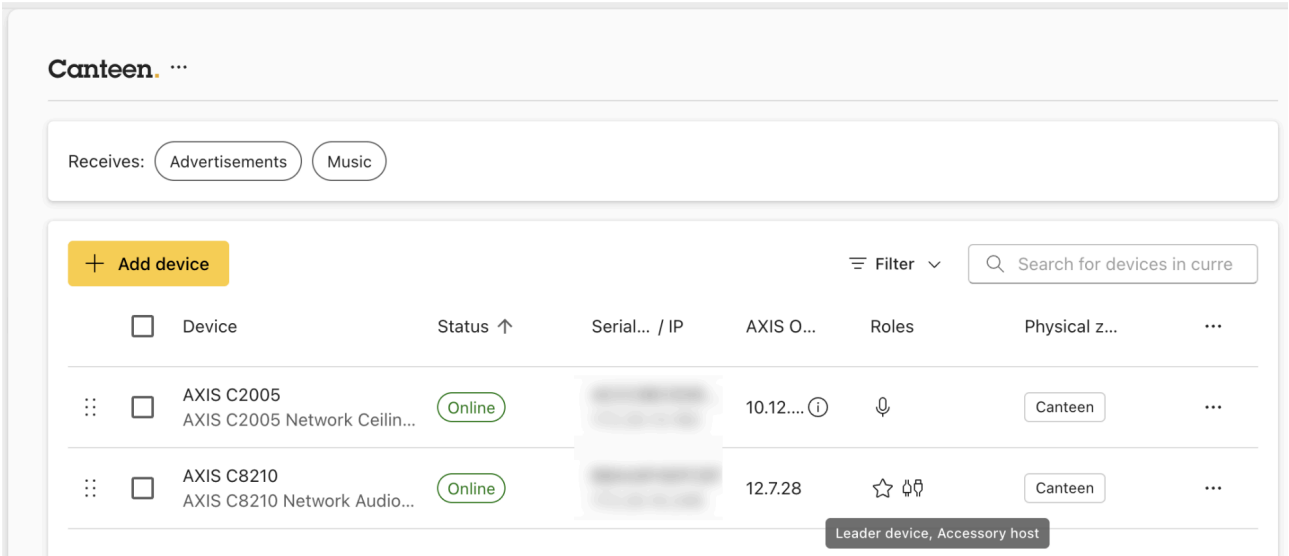 Canteen. ...
Receives: Advertisements Music
+ Add device Filter Search for devices in curre
Device Status ↑ Serial... / IP AXIS O... Roles Physical z... ...
AXIS C2005
AXIS C2005 Network Ceilin...
Online 10.12.... Canteen ...
AXIS C8210
AXIS C8210 Network Audio...
Online 12.7.28 Canteen ...
Leader device, Accessory host